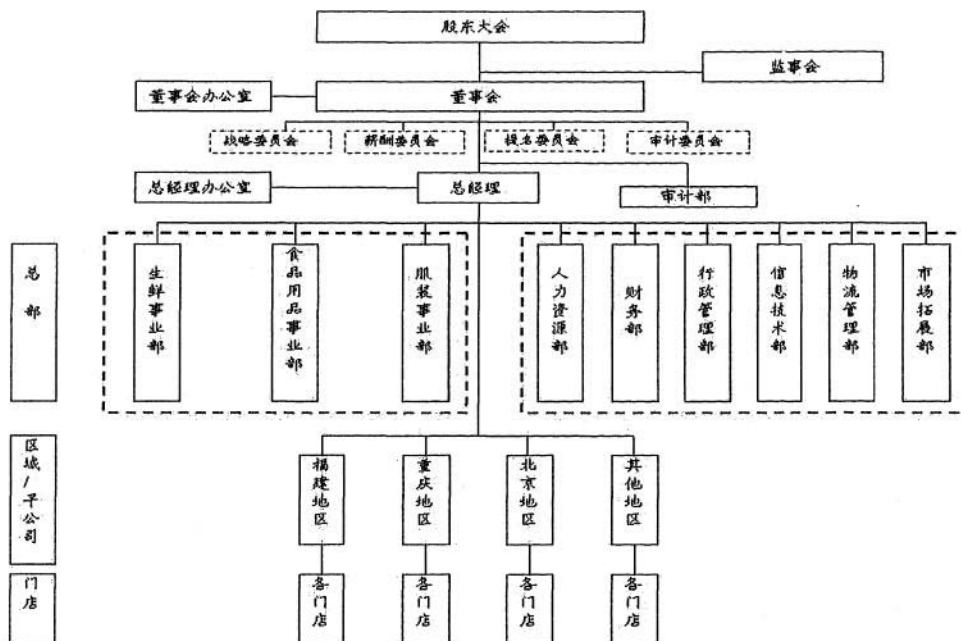 股东大会
监事会
董事会办公室
董事会
战略委员会
薪酬委员会
提名委员会
审计委员会
总经理办公室
总经理
审计部
总部
生鲜事业部
食品用品事业部
服装事业部
人力资源部
财务部
行政管理部
信息技术部
物流管理部
市场拓展部
区域/子公司
福建地区
重庆地区
北京地区
其他地区
门店
各门店
各门店
各门店
各门店